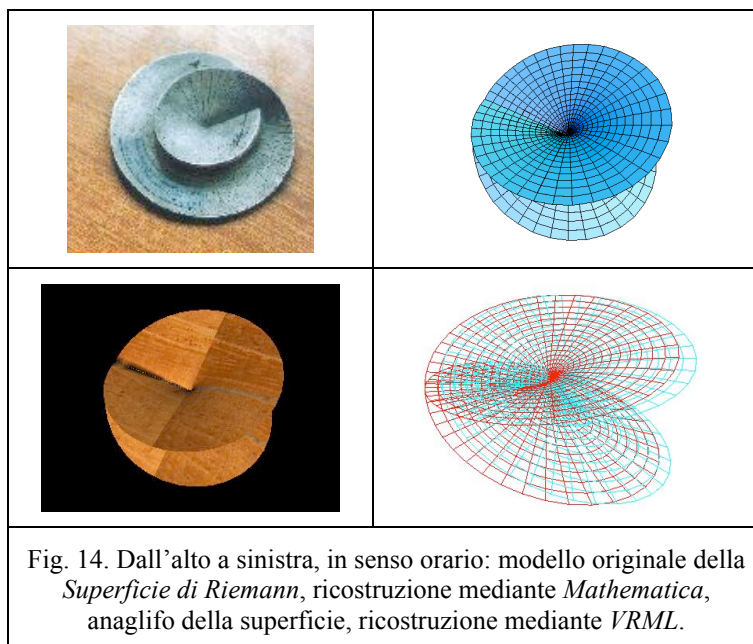 Fig. 14. Dall’alto a sinistra, in senso orario: modello originale della
Superficie di Riemann, ricostruzione mediante Mathematica,
anaglifo della superficie, ricostruzione mediante VRML.